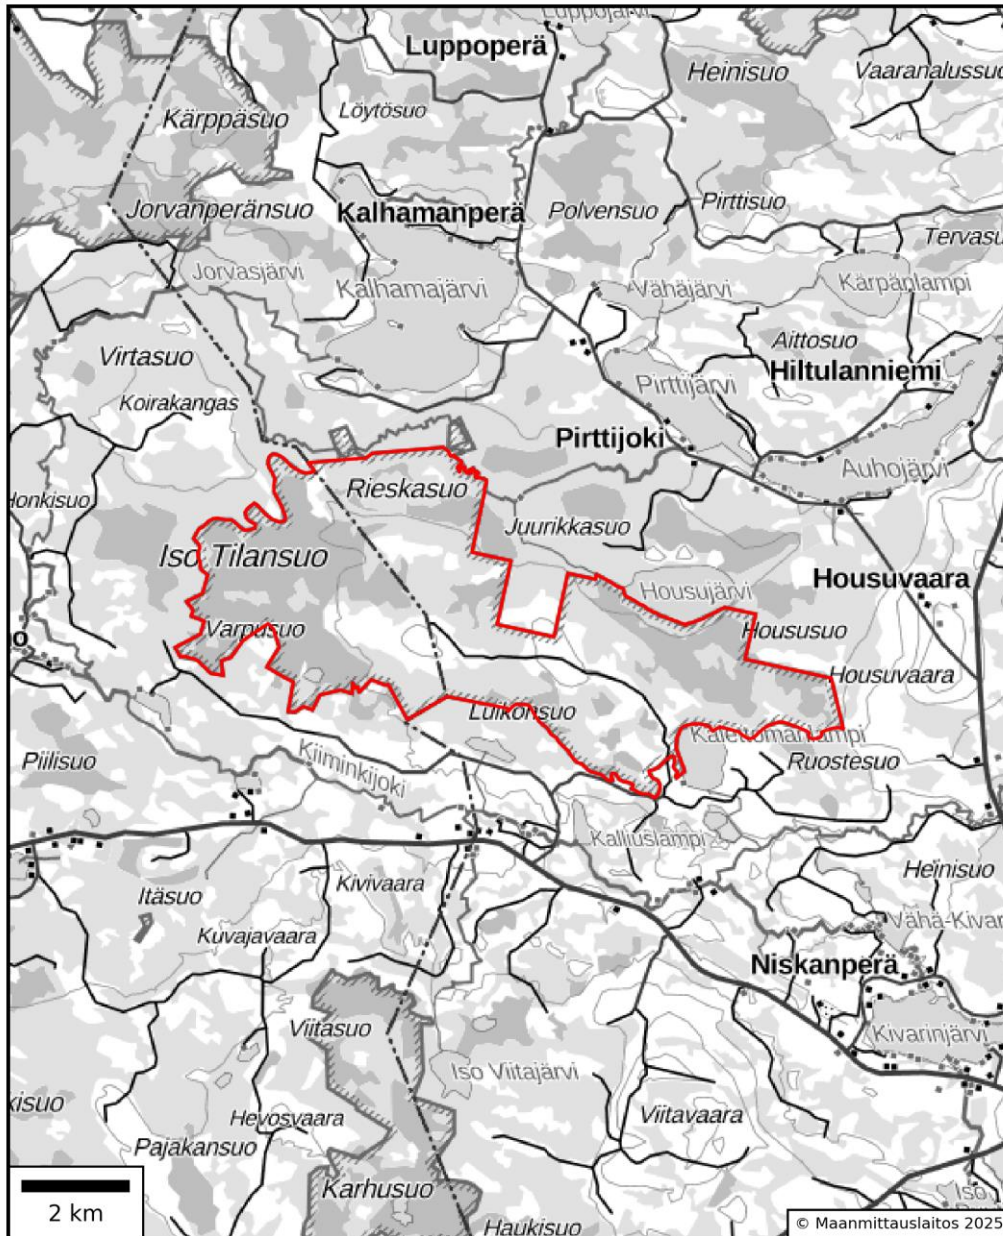 Luppojärvi
Luppoperä
Heinisuo
Vaaranalussuo
Löytösuo
Kärppäsuo
Pirttisuo
Jorvanperänsuo
Kalhamanperä
Polvensuo
Jorvasjärvi
Kalhamajärvi
Vähäjärvi
Kärpänlampi
Virtasuo
Aittosuo
Pirttijärvi
Hiltulanniemi
Koirakangas
Pirttijoki
Auhojärvi
Rieskasuo
Juurikkasuo
Iso Tilansuo
Housujärvi
Housuvaara
Varpusuo
Housusuo
Housuvaara
Luikonsuo
Piilisuo
Kiiminkijoki
Ruostesuo
Kalliuslampi
Itäsuo
Kivivaara
Heinisuo
Kuvajavaara
Niskanperä
Viitasuo
Kivarinjärvi
Iso Viitajärvi
Hevosvaara
Viitavaara
Pajakansuo
Karhusuo
Iso
2 km
Haukisuo
© Maanmittauslaitos 2025